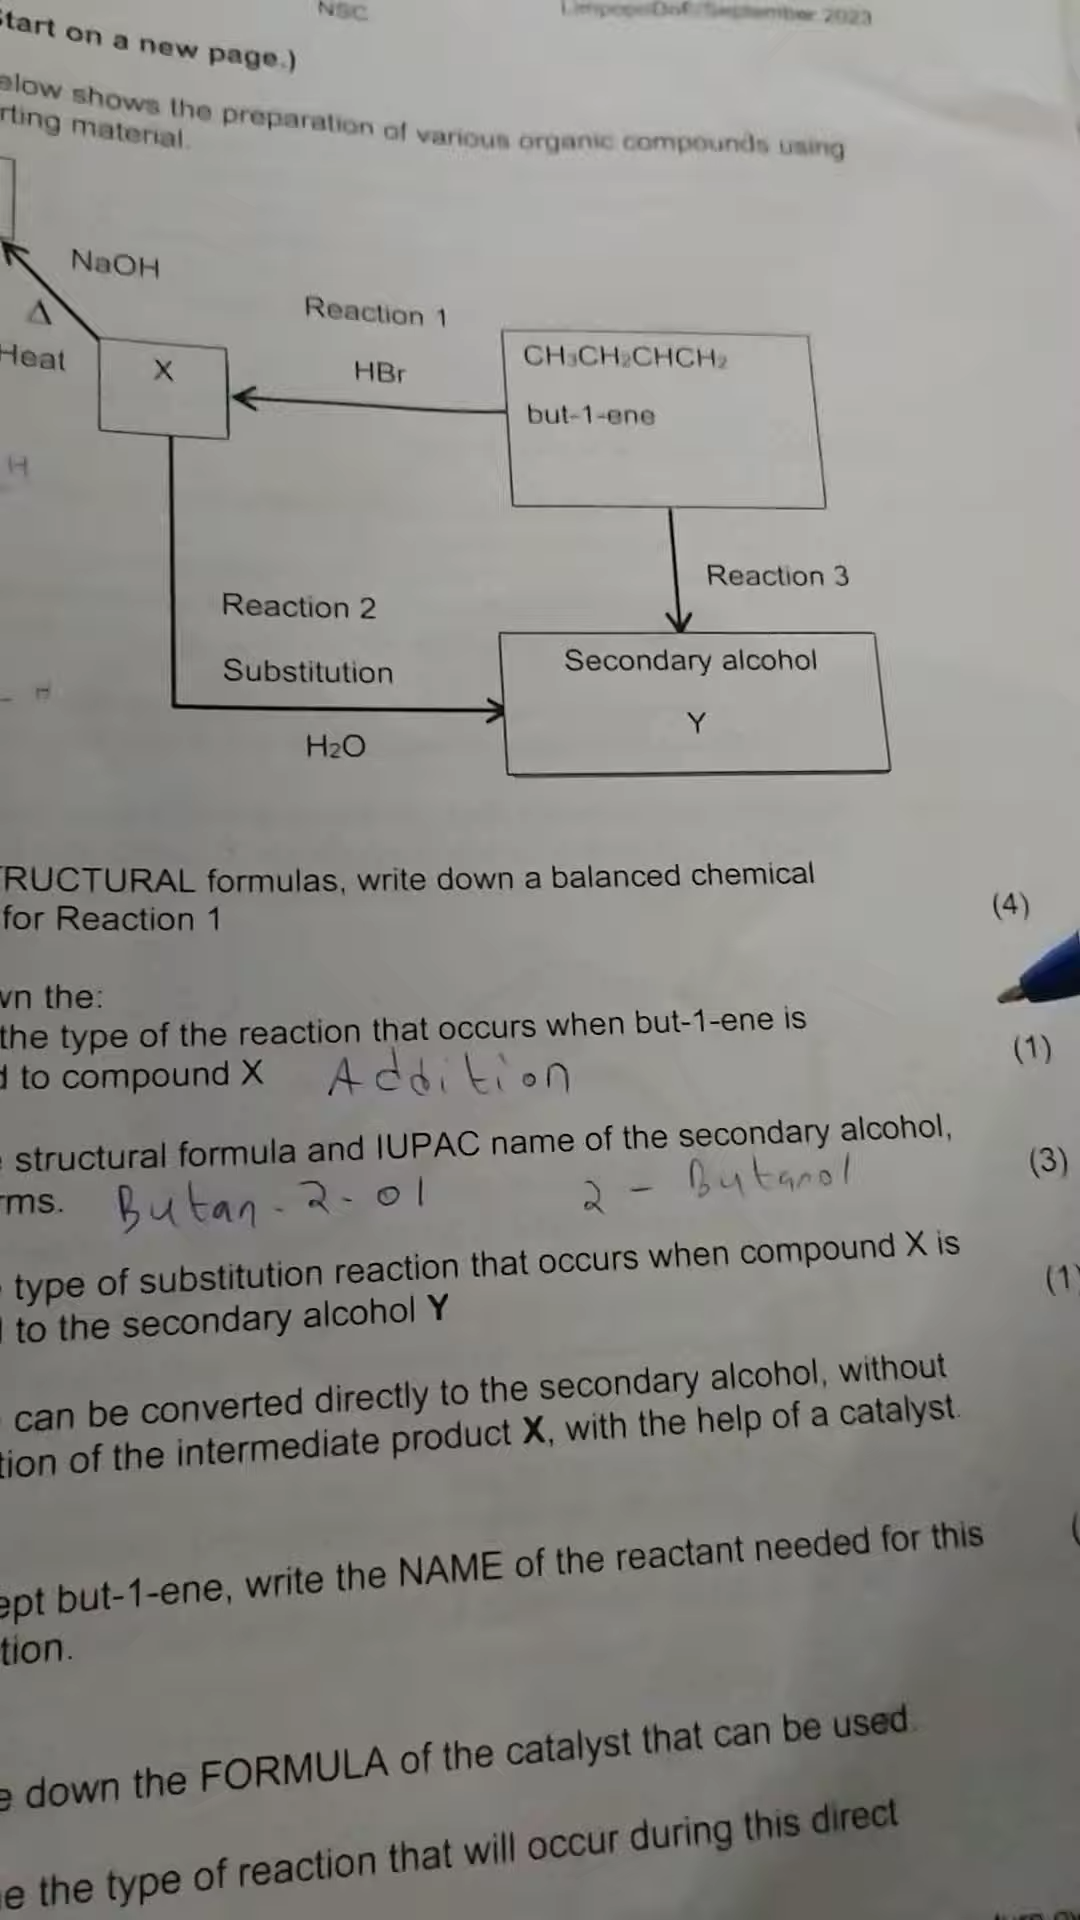 NSC
September 2023
Start on a new page.)
elow shows the preparation of various organic compounds using
rting material.
NaOH
Δ
Heat
X
Reaction 1
HBr
CH₃CH₂CHCH₂
but-1-ene
H
Reaction 3
Reaction 2
Substitution
H₂O
Secondary alcohol
Y
H
RUCTURAL formulas, write down a balanced chemical
for Reaction 1
(4)
wn the:
the type of the reaction that occurs when but-1-ene is
d to compound X Addition
(1)
structural formula and IUPAC name of the secondary alcohol,
rms. Butan-2-ol 2-Butanol
(3)
type of substitution reaction that occurs when compound X is
to the secondary alcohol Y
(1)
can be converted directly to the secondary alcohol, without
tion of the intermediate product X, with the help of a catalyst.
ept but-1-ene, write the NAME of the reactant needed for this
tion.
e down the FORMULA of the catalyst that can be used.
e the type of reaction that will occur during this direct